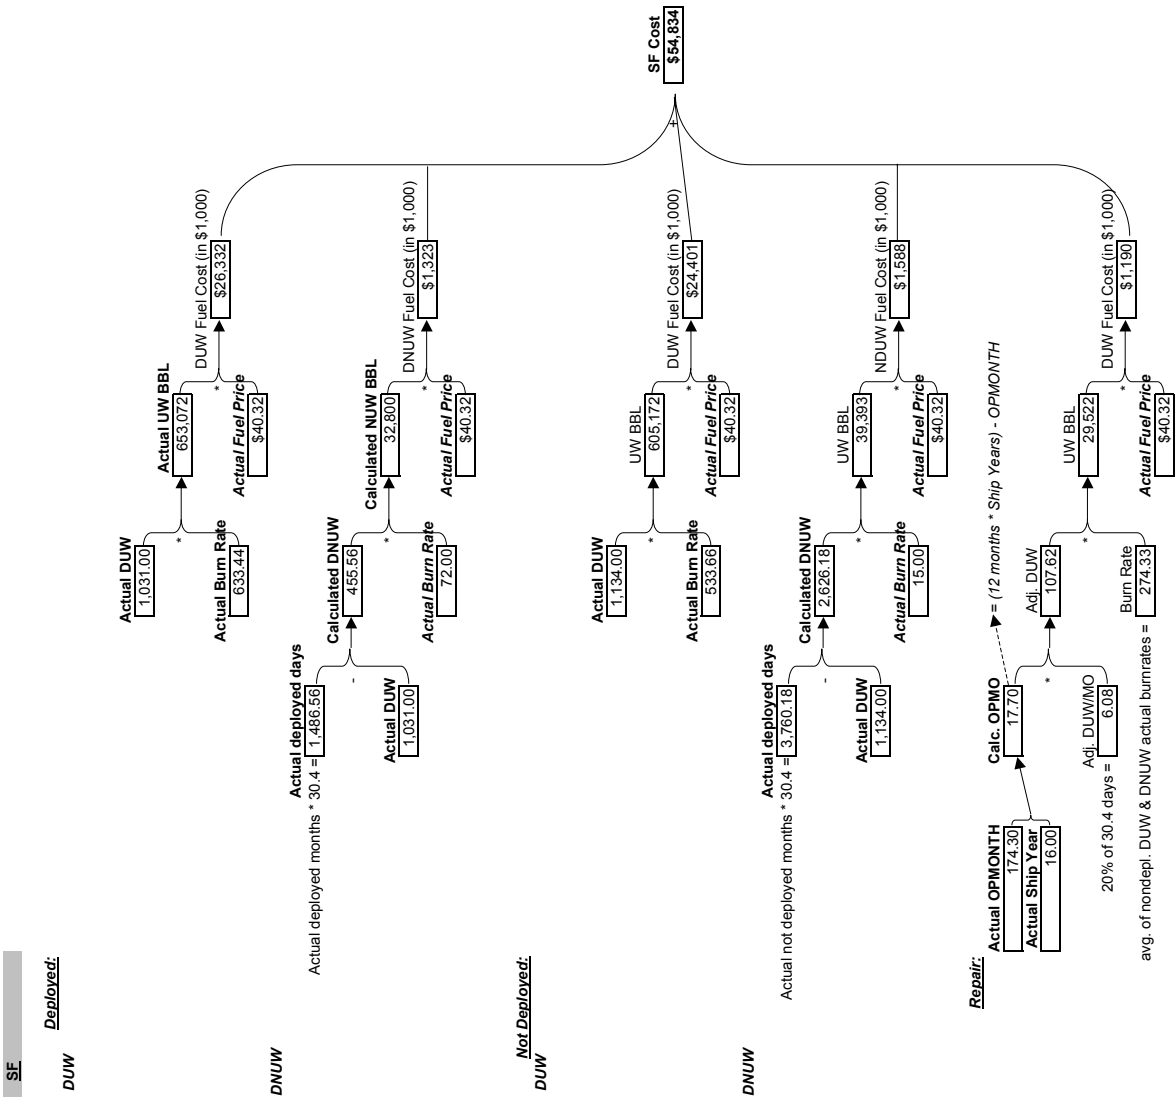 SF
Deployed:
DUW
Actual DUW
1,031.00
*
Actual Burn Rate
633.44
Actual UW BBL
653,072
*
Actual Fuel Price
$40.32
DUW Fuel Cost (in $1,000)
$26,332
DNUW
Actual deployed days
Actual deployed months * 30.4 = 1,486.56
-
Actual DUW
1,031.00
Calculated DNUW
455.56
*
Actual Burn Rate
72.00
Calculated NUW BBL
32,800
*
Actual Fuel Price
$40.32
DNUW Fuel Cost (in $1,000)
$1,323
Not Deployed:
DUW
Actual DUW
1,134.00
*
Actual Burn Rate
533.66
UW BBL
605,172
*
Actual Fuel Price
$40.32
DUW Fuel Cost (in $1,000)
$24,401
+
SF Cost
$54,834
DNUW
Actual deployed days
Actual not deployed months * 30.4 = 3,760.18
-
Actual DUW
1,134.00
Calculated DNUW
2,626.18
*
Actual Burn Rate
15.00
UW BBL
39,393
*
Actual Fuel Price
$40.32
NDUW Fuel Cost (in $1,000)
$1,588
Repair:
Actual OPMONTH
174.30
Actual Ship Year
16.00
Calc. OPMO
17.70
= (12 months * Ship Years) - OPMONTH
*
Adj. DUW/MO
20% of 30.4 days = 6.08
Adj. DUW
107.62
*
Burn Rate
avg. of nondepl. DUW & DNUW actual burnrates = 274.33
UW BBL
29,522
*
Actual Fuel Price
$40.32
DUW Fuel Cost (in $1,000)
$1,190